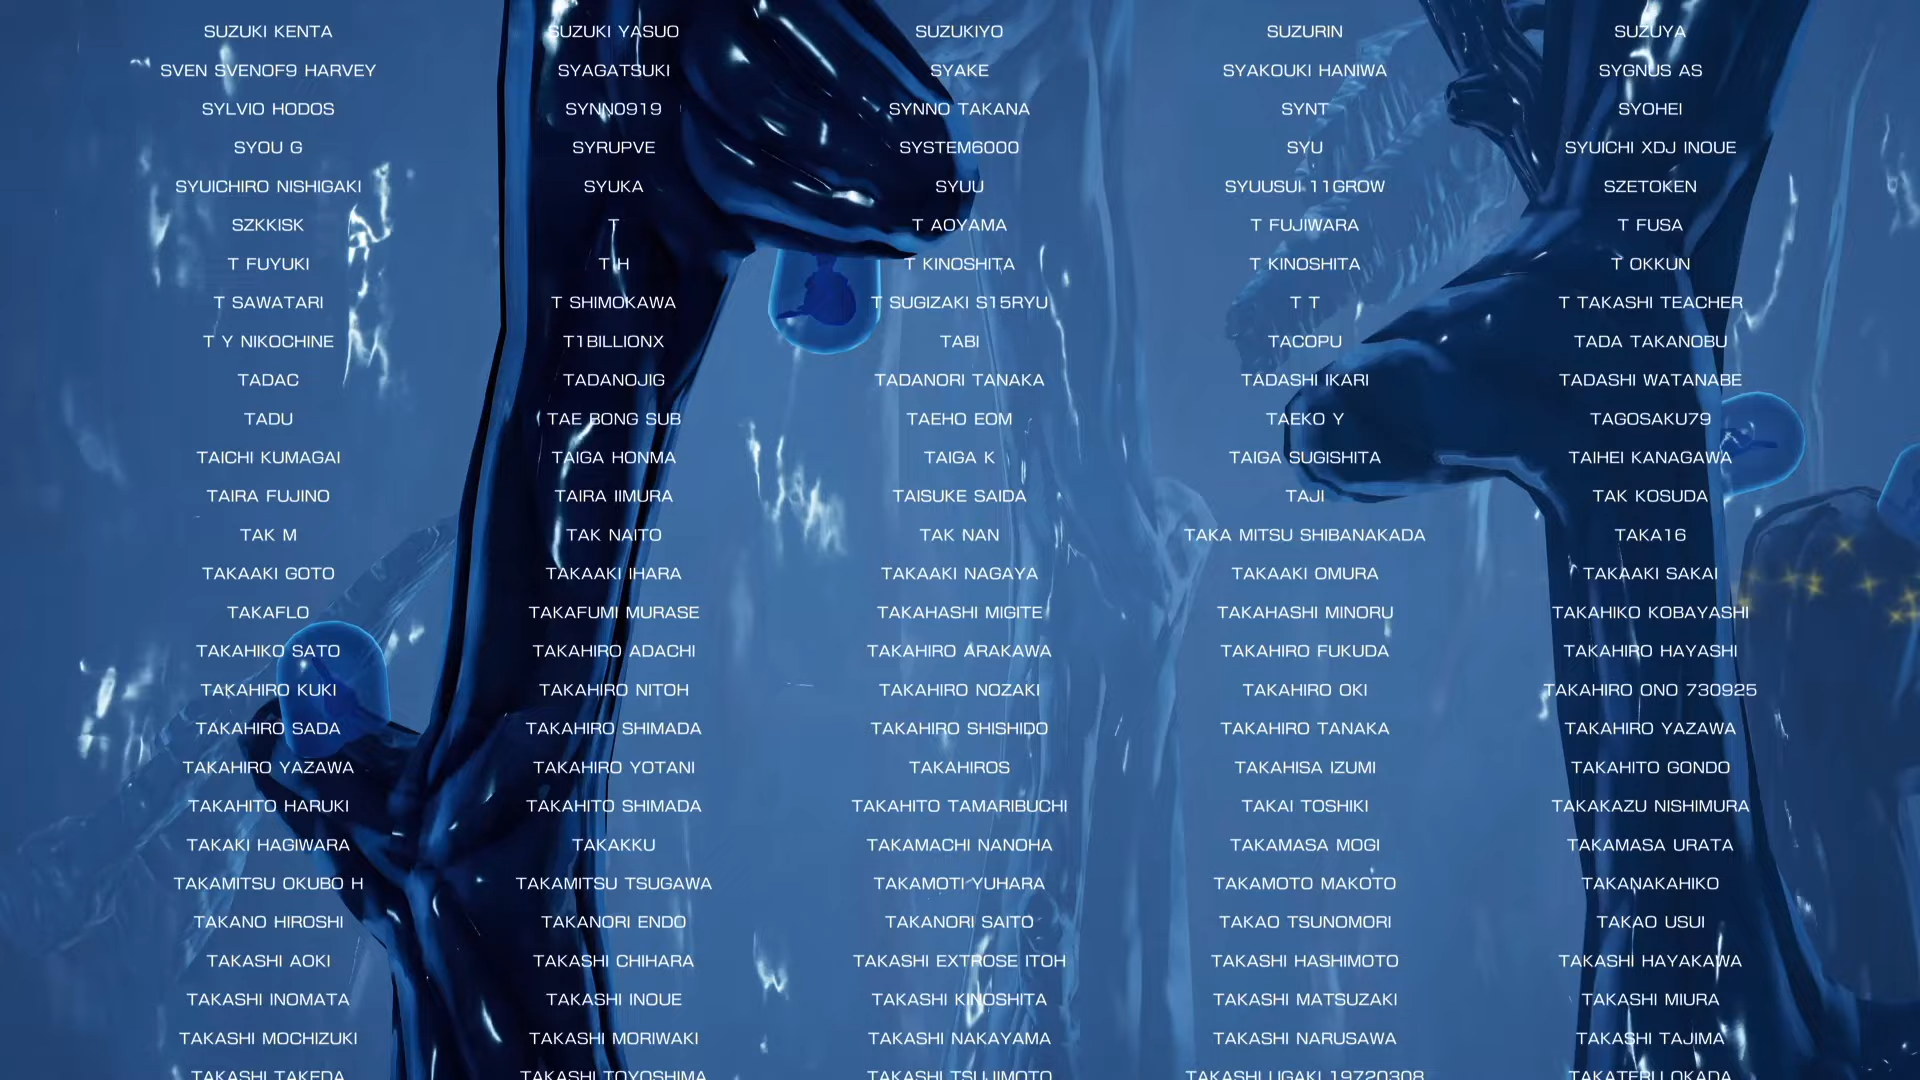 SUZUKI KENTA SUZUKI YASUO SUZUKIYO SUZURIN SUZUYA
SVEN SVENOF9 HARVEY SYAGATSUKI SYAKE SYAKOUKI HANIWA SYGNUS AS
SYLVIO HODOS SYNN0919 SYNNO TAKANA SYNT SYOHEI
SYOU G SYRUPVE SYSTEM6000 SYU SYUICHI XDJ INOUE
SYUICHIRO NISHIGAKI SYUKA SYUU SYUUSUI 11GROW SZETOKEN
SZKKISK T T AOYAMA T FUJIWARA T FUSA
T FUYUKI T H T KINOSHITA T KINOSHITA T OKKUN
T SAWATARI T SHIMOKAWA T SUGIZAKI S15RYU T T T TAKASHI TEACHER
T Y NIKOCHINE T1BILLIONX TABI TACOPU TADA TAKANOBU
TADAC TADANOJIG TADANORI TANAKA TADASHI IKARI TADASHI WATANABE
TADU TAE BONG SUB TAEHO EOM TAEKO Y TAGOSAKU79
TAICHI KUMAGAI TAIGA HONMA TAIGA K TAIGA SUGISHITA TAIHEI KANAGAWA
TAIRA FUJINO TAIRA IIMURA TAISUKE SAIDA TAJI TAK KOSUDA
TAK M TAK NAITO TAK NAN TAKA MITSU SHIBANAKADA TAKA16
TAKAAKI GOTO TAKAAKI IHARA TAKAAKI NAGAYA TAKAAKI OMURA TAKAAKI SAKAI
TAKAFLO TAKAFUMI MURASE TAKAHASHI MIGITE TAKAHASHI MINORU TAKAHIKO KOBAYASHI
TAKAHIKO SATO TAKAHIRO ADACHI TAKAHIRO ARAKAWA TAKAHIRO FUKUDA TAKAHIRO HAYASHI
TAKAHIRO KUKI TAKAHIRO NITOH TAKAHIRO NOZAKI TAKAHIRO OKI TAKAHIRO ONO 730925
TAKAHIRO SADA TAKAHIRO SHIMADA TAKAHIRO SHISHIDO TAKAHIRO TANAKA TAKAHIRO YAZAWA
TAKAHIRO YAZAWA TAKAHIRO YOTANI TAKAHIROS TAKAHISA IZUMI TAKAHITO GONDO
TAKAHITO HARUKI TAKAHITO SHIMADA TAKAHITO TAMARIBUCHI TAKAI TOSHIKI TAKAKAZU NISHIMURA
TAKAKI HAGIWARA TAKAKKU TAKAMACHI NANOHA TAKAMASA MOGI TAKAMASA URATA
TAKAMITSU OKUBO H TAKAMITSU TSUGAWA TAKAMOTI YUHARA TAKAMOTO MAKOTO TAKANAKAHIKO
TAKANO HIROSHI TAKANORI ENDO TAKANORI SAITO TAKAO TSUNOMORI TAKAO USUI
TAKASHI AOKI TAKASHI CHIHARA TAKASHI EXTROSE ITOH TAKASHI HASHIMOTO TAKASHI HAYAKAWA
TAKASHI INOMATA TAKASHI INOUE TAKASHI KINOSHITA TAKASHI MATSUZAKI TAKASHI MIURA
TAKASHI MOCHIZUKI TAKASHI MORIWAKI TAKASHI NAKAYAMA TAKASHI NARUSAWA TAKASHI TAJIMA
TAKASHI TAKEDA TAKASHI TOYOSHIMA TAKASHI TSUJIMOTO TAKASHI UGAKI 19720308 TAKATERU OKADA